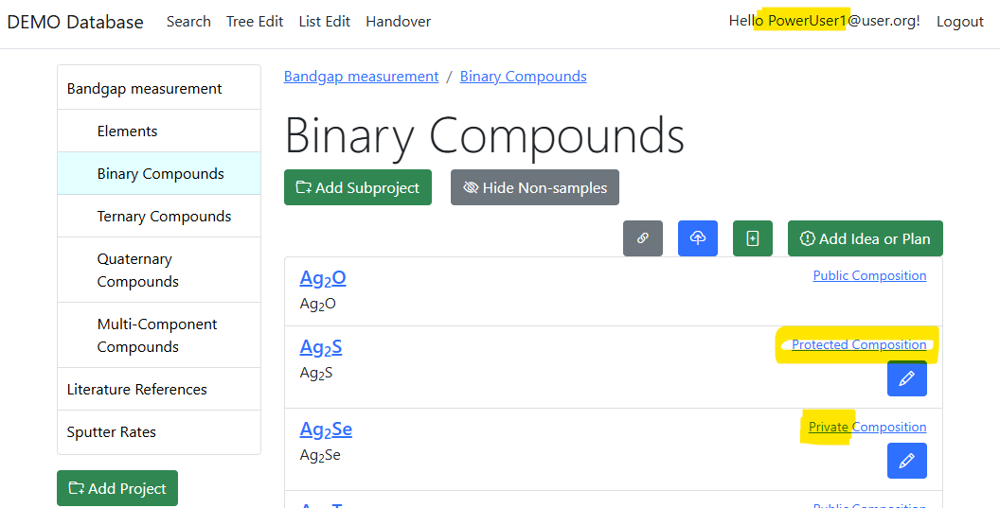 DEMO Database Search Tree Edit List Edit Handover Hello PowerUser1@user.org! Logout
Bandgap measurement
Elements
Binary Compounds
Ternary Compounds
Quaternary
Compounds
Multi-Component
Compounds
Literature References
Sputter Rates
Add Project
Bandgap measurement / Binary Compounds
Binary Compounds
Add Subproject Hide Non-samples
Add Idea or Plan
Ag₂O Public Composition
Ag₂O
Ag₂S Protected Composition
Ag₂S
Ag₂Se Private Composition
Ag₂Se
Public Composition